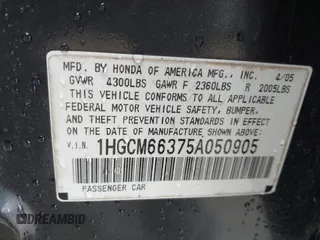 MFD. BY HONDA OF AMERICA MFG., INC. 4/05
GVWR 4300LBS GAWR F 2360LBS R 2005LBS
THIS VEHICLE CONFORMS TO ALL APPLICABLE
FEDERAL MOTOR VEHICLE SAFETY, BUMPER,
AND THEFT PREVENTION STANDARDS IN EFFECT ON
THE DATE OF MANUFACTURE SHOWN ABOVE.
V.I.N. 1HGCM66375A050905
PASSENGER CAR
DREAMBID